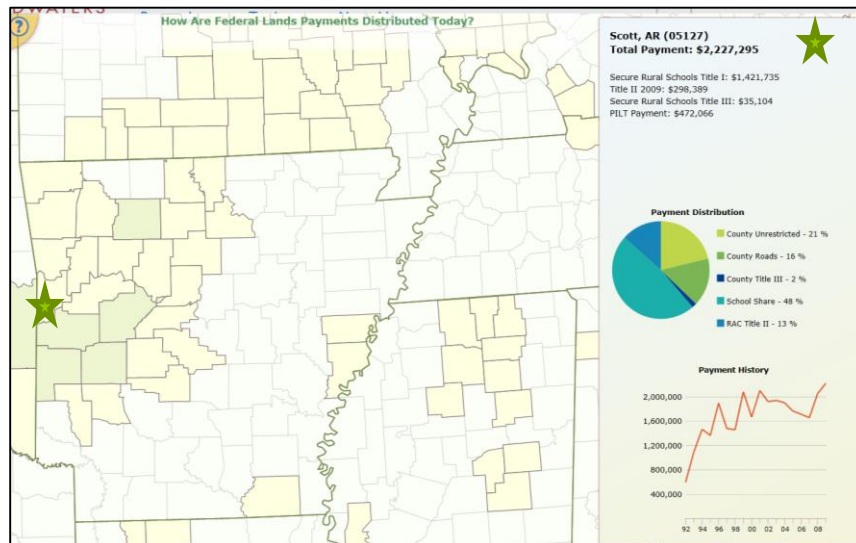 How Are Federal Lands Payments Distributed Today?
?
Scott, AR (05127)
Total Payment: $2,227,295
Secure Rural Schools Title I: $1,421,735
Title II 2009: $298,389
Secure Rural Schools Title III: $35,104
PILT Payment: $472,066
Payment Distribution
County Unrestricted - 21 %
County Roads - 16 %
County Title III - 2 %
School Share - 48 %
RAC Title II - 13 %
Payment History
2,000,000
1,600,000
1,200,000
800,000
400,000
92 94 96 98 00 02 04 06 08